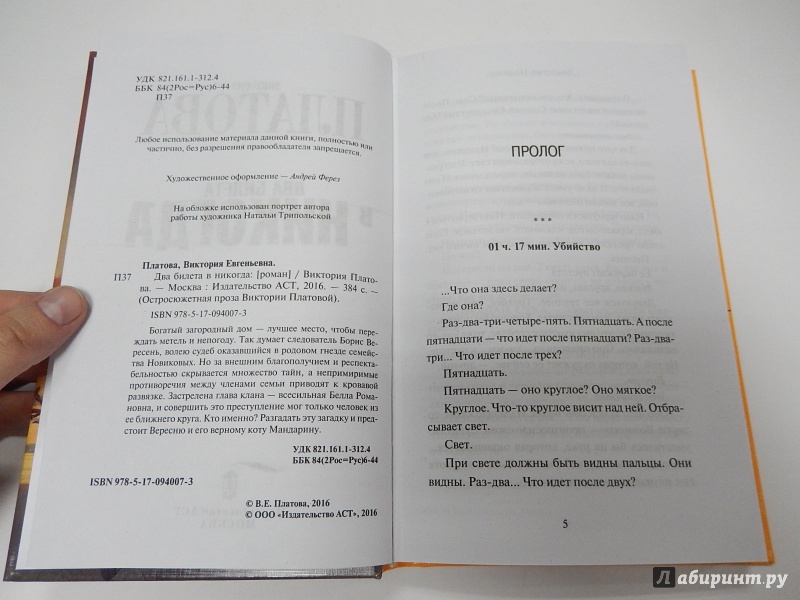 УДК 821.161.1-312.4
ББК 84(2Рос=Рус)6-44
П37
Любое использование материала данной книги, полностью или
частично, без разрешения правообладателя запрещается.
Художественное оформление — Андрей Ферез
На обложке использован портрет автора
работы художника Натальи Трипольской
Платова, Виктория Евгеньевна.
П37 Два билета в никогда: [роман] / Виктория Плато-
ва. — Москва : Издательство АСТ, 2016. — 384 с. —
(Остросюжетная проза Виктории Платовой).
ISBN 978-5-17-094007-3
Богатый загородный дом — лучшее место, чтобы пере-
ждать метель и непогоду. Так думает следователь Борис Ве-
ресень, волею судеб оказавшийся в родовом гнезде семейст-
ва Новиковых. Но за внешним благополучием и респекта-
бельностью скрывается множество тайн, а непримиримые
противоречия между членами семьи приводят к кровавой
развязке. Застрелена глава клана — всесильная Белла Ром-
ановна, и совершить это преступление мог только человек из
ее ближнего круга. Кто именно? Разгадать эту загадку и пред-
стоит Вересню и его верному коту Мандарину.
УДК 821.161.1-312.4
ББК 84(2Рос=Рус)6-44
ISBN 978-5-17-094007-3
© В.Е. Платова, 2016
© ООО «Издательство АСТ», 2016
ПРОЛОГ
***
01 ч. 17 мин. Убийство
...Что она здесь делает?
Где она?
Раз-два-три-четыре-пять. Пятнадцать. А после
пятнадцати — что идет после пятнадцати? Раз-два-
три... Что идет после трех?
Пятнадцать.
Пятнадцать — оно круглое? Оно мягкое?
Круглое. Что-то круглое висит над ней. Отбра-
сывает свет.
Свет.
При свете должны быть видны пальцы. Они
видны. Раз-два... Что идет после двух?
5
Лабиринт.ру